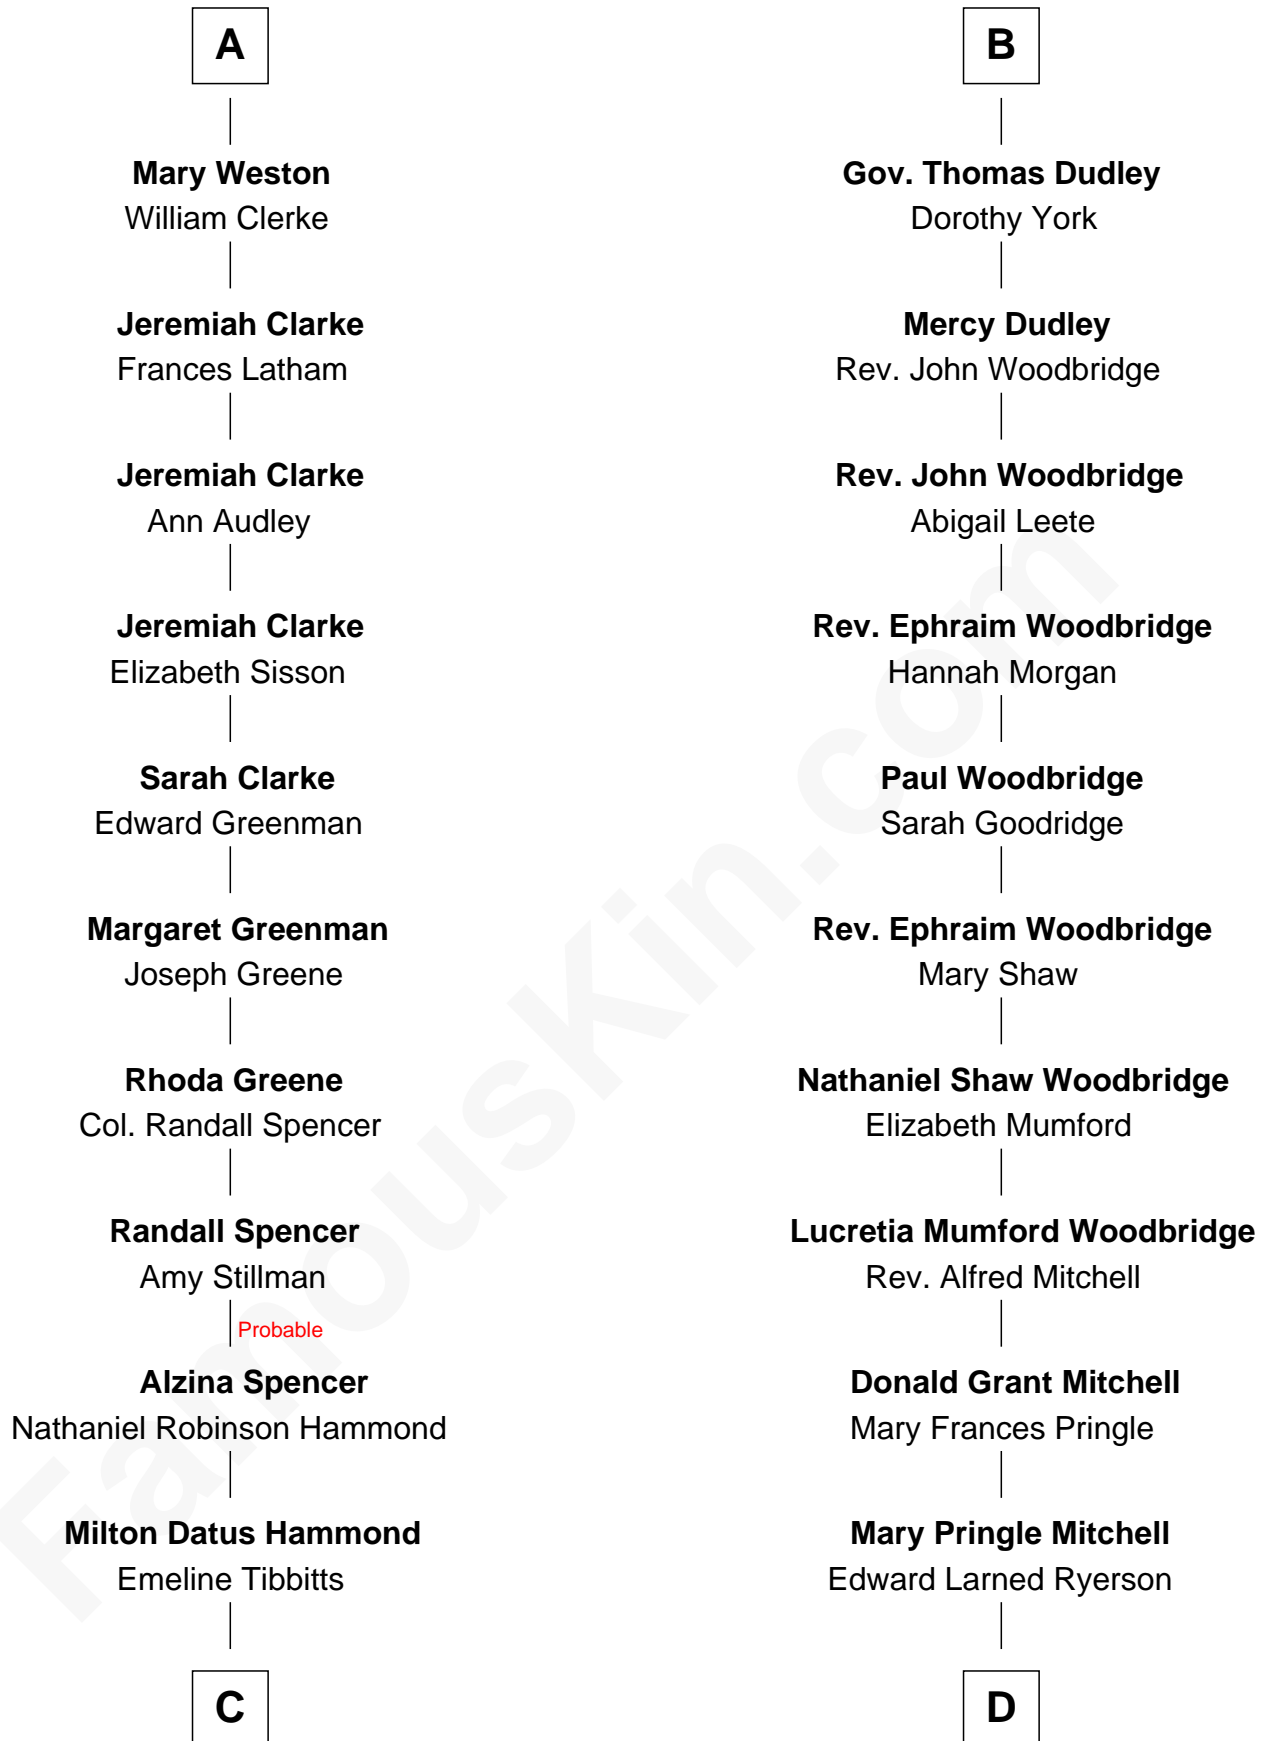 A
Mary Weston
William Clerke
Jeremiah Clarke
Frances Latham
Jeremiah Clarke
Ann Audley
Jeremiah Clarke
Elizabeth Sisson
Sarah Clarke
Edward Greenman
Margaret Greenman
Joseph Greene
Rhoda Greene
Col. Randall Spencer
Randall Spencer
Amy Stillman
Probable
Alzina Spencer
Nathaniel Robinson Hammond
Milton Datus Hammond
Emeline Tibbitts
C
B
Gov. Thomas Dudley
Dorothy York
Mercy Dudley
Rev. John Woodbridge
Rev. John Woodbridge
Abigail Leete
Rev. Ephraim Woodbridge
Hannah Morgan
Paul Woodbridge
Sarah Goodridge
Rev. Ephraim Woodbridge
Mary Shaw
Nathaniel Shaw Woodbridge
Elizabeth Mumford
Lucretia Mumford Woodbridge
Rev. Alfred Mitchell
Donald Grant Mitchell
Mary Frances Pringle
Mary Pringle Mitchell
Edward Larned Ryerson
D
FamousKin.com